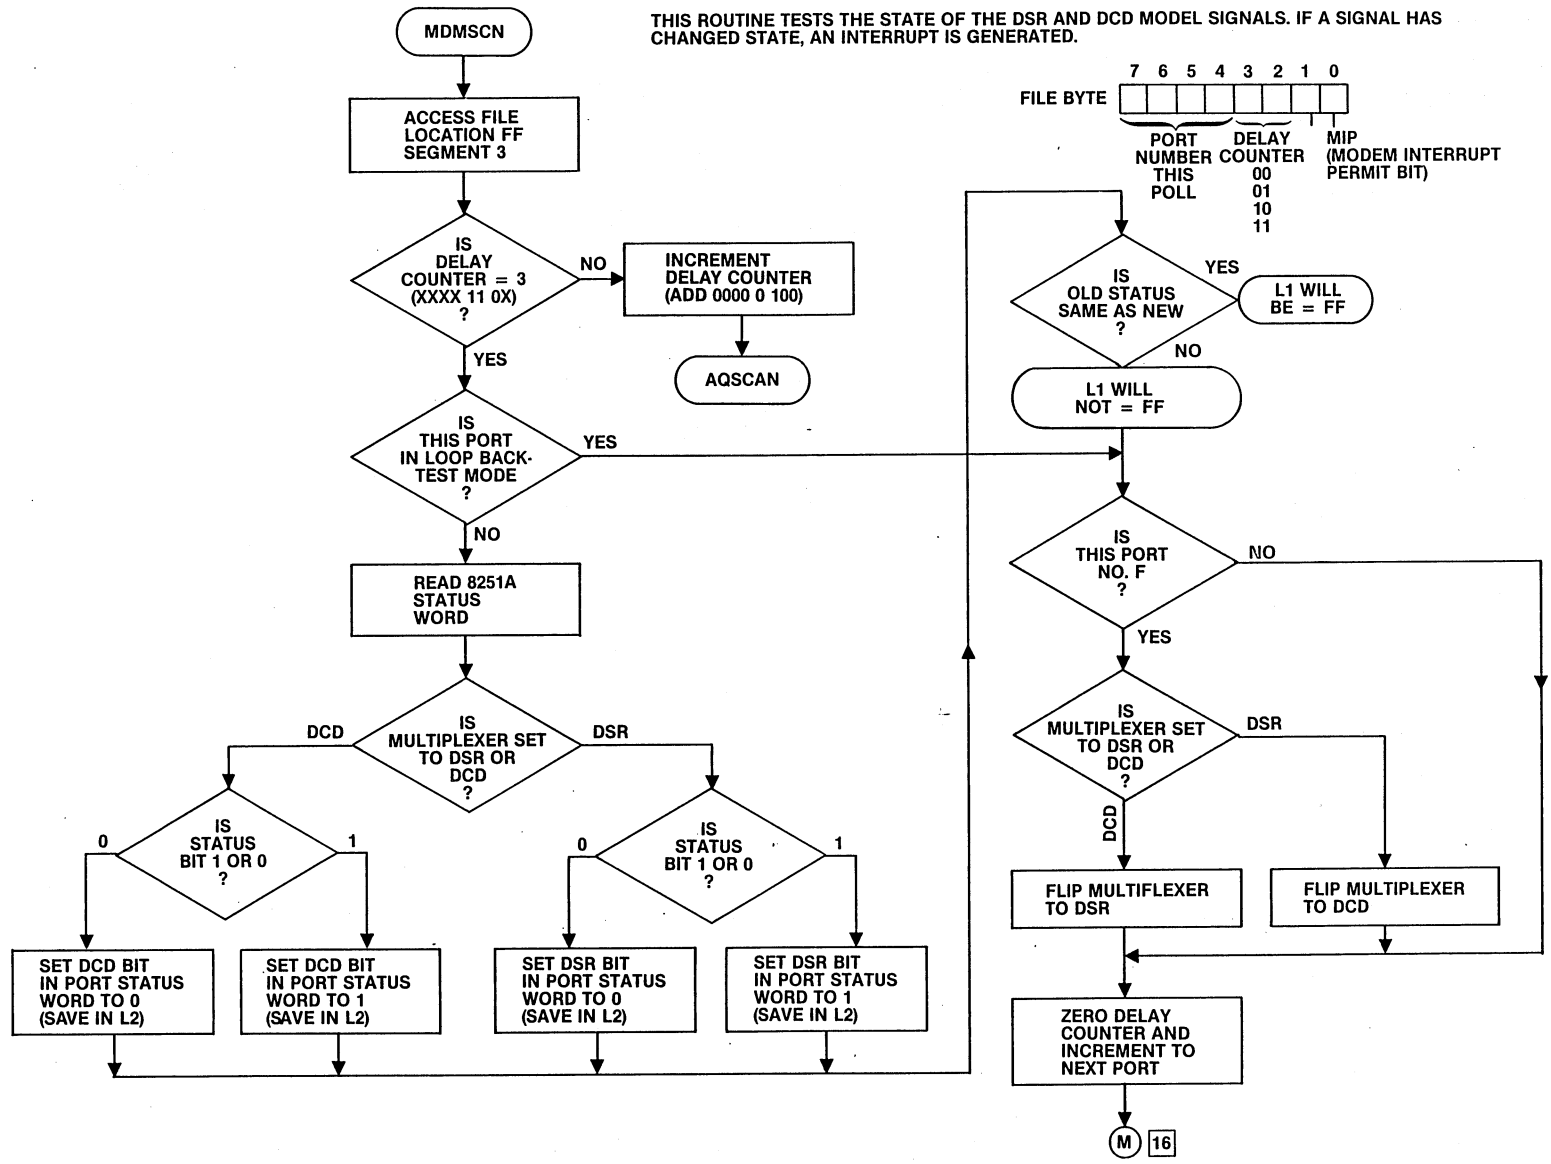 MDMSCN
THIS ROUTINE TESTS THE STATE OF THE DSR AND DCD MODEL SIGNALS. IF A SIGNAL HAS
CHANGED STATE, AN INTERRUPT IS GENERATED.
7 6 5 4 3 2 1 0
FILE BYTE
PORT
NUMBER
THIS
POLL
DELAY
COUNTER
00
01
10
11
MIP
(MODEM INTERRUPT
PERMIT BIT)
ACCESS FILE
LOCATION FF
SEGMENT 3
IS
DELAY
COUNTER = 3
(XXXX 11 0X)
?
NO
INCREMENT
DELAY COUNTER
(ADD 0000 0 100)
AQSCAN
YES
IS
THIS PORT
IN LOOP BACK-
TEST MODE
?
YES
NO
READ 8251A
STATUS
WORD
IS
MULTIPLEXER SET
TO DSR OR
DCD
?
DCD
DSR
IS
STATUS
BIT 1 OR 0
?
0
1
IS
STATUS
BIT 1 OR 0
?
0
1
SET DCD BIT
IN PORT STATUS
WORD TO 0
(SAVE IN L2)
SET DCD BIT
IN PORT STATUS
WORD TO 1
(SAVE IN L2)
SET DSR BIT
IN PORT STATUS
WORD TO 0
(SAVE IN L2)
SET DSR BIT
IN PORT STATUS
WORD TO 1
(SAVE IN L2)
IS
OLD STATUS
SAME AS NEW
?
YES
L1 WILL
BE = FF
NO
L1 WILL
NOT = FF
IS
THIS PORT
NO. F
?
NO
YES
IS
MULTIPLEXER SET
TO DSR OR
DCD
?
DSR
DCD
FLIP MULTIFLEXER
TO DSR
FLIP MULTIPLEXER
TO DCD
ZERO DELAY
COUNTER AND
INCREMENT TO
NEXT PORT
M 16